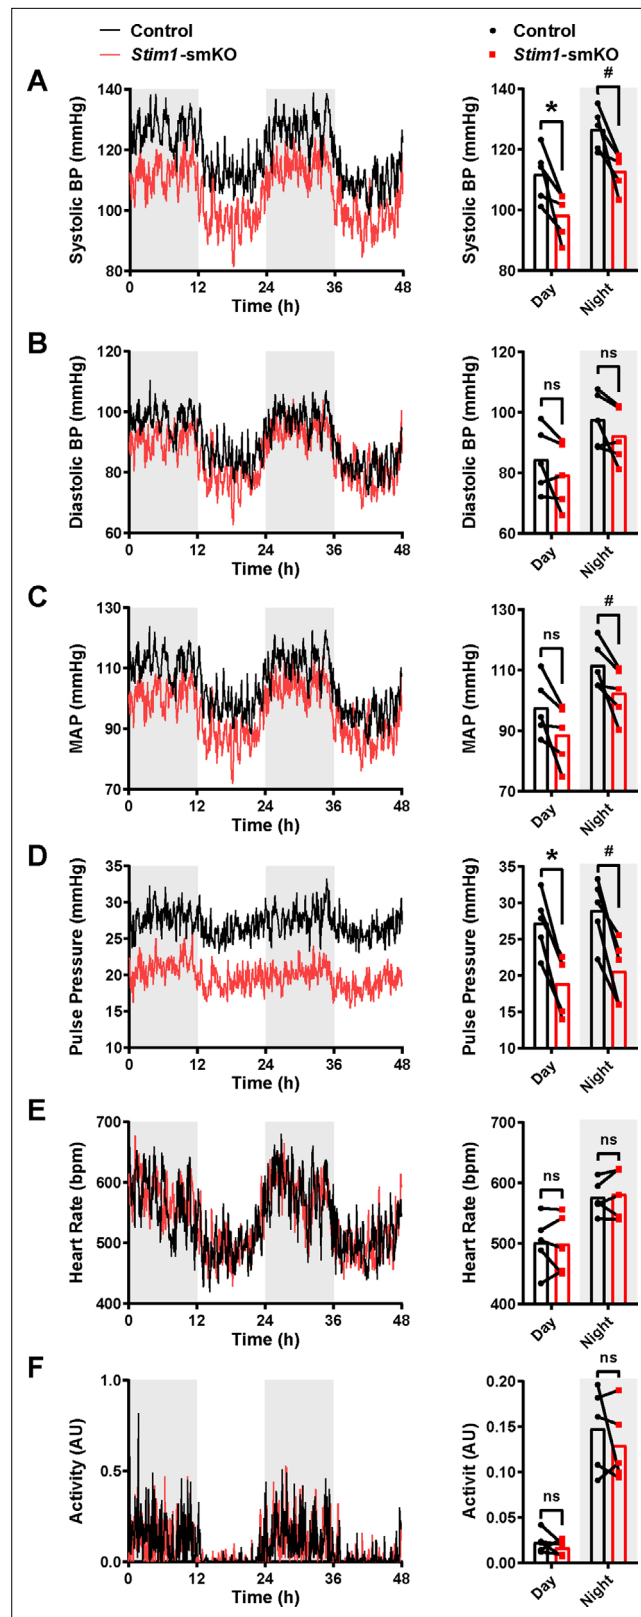 Control
Stim1-smKO
Control
Stim1-smKO
A
Systolic BP (mmHg)
140
120
100
80
0 12 24 36 48
Time (h)
Systolic BP (mmHg)
140
120
100
80
*
#
Day Night
B
Diastolic BP (mmHg)
120
100
80
60
0 12 24 36 48
Time (h)
Diastolic BP (mmHg)
120
100
80
60
ns
ns
Day Night
C
MAP (mmHg)
130
110
90
70
0 12 24 36 48
Time (h)
MAP (mmHg)
130
110
90
70
ns
#
Day Night
D
Pulse Pressure (mmHg)
35
30
25
20
15
10
0 12 24 36 48
Time (h)
Pulse Pressure (mmHg)
35
30
25
20
15
10
*
#
Day Night
E
Heart Rate (bpm)
700
600
500
400
0 12 24 36 48
Time (h)
Heart Rate (bpm)
700
600
500
400
ns
ns
Day Night
F
Activity (AU)
1.0
0.5
0.0
0 12 24 36 48
Time (h)
Activit (AU)
0.20
0.15
0.10
0.05
0.00
ns
ns
Day Night